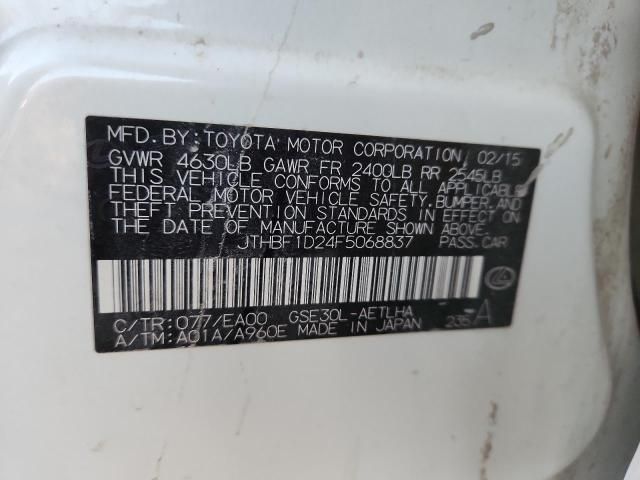 MFD. BY: TOYOTA MOTOR CORPORATION 02/15
GVWR 4630LB GAWR FR 2400LB RR 2545LB
THIS VEHICLE CONFORMS TO ALL APPLICABLE
FEDERAL MOTOR VEHICLE SAFETY, BUMPER, AND
THEFT PREVENTION STANDARDS IN EFFECT ON
THE DATE OF MANUFACTURE SHOWN ABOVE.
JTHBF1D24F5068837 PASS. CAR
C/TR: 077/EA00 GSE30L-AETLHA
A/TM: A01A/A960E MADE IN JAPAN 235 A